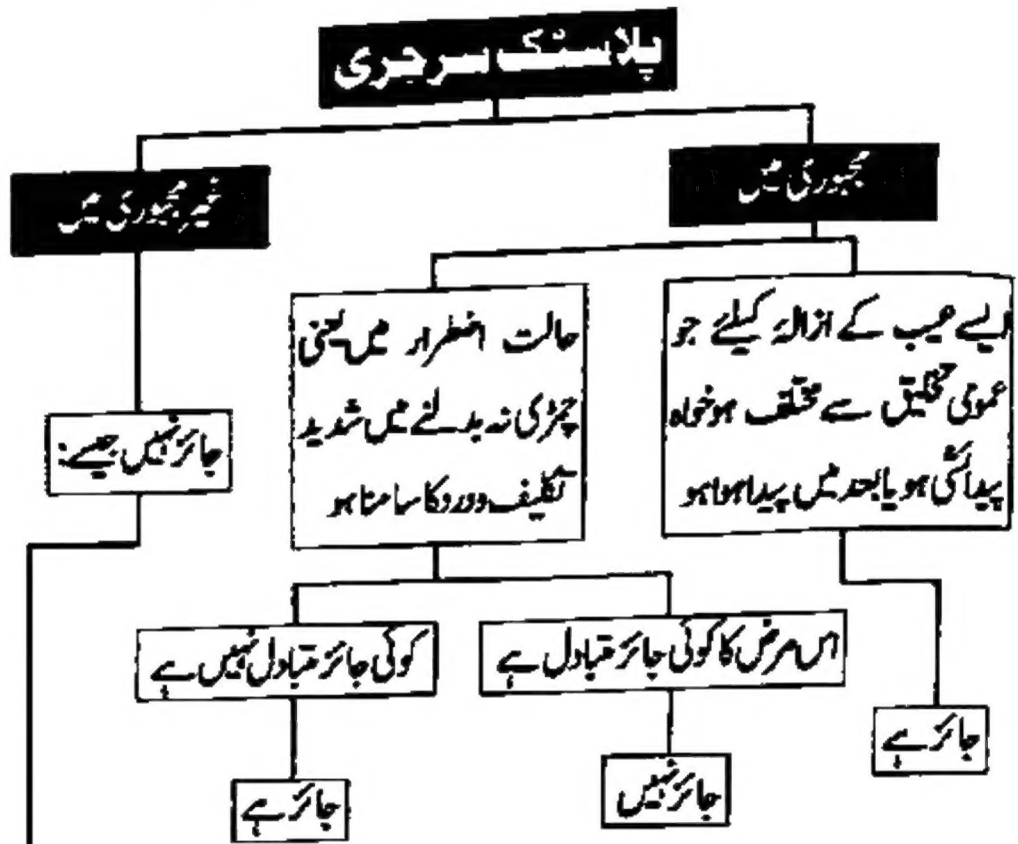 پلاسٹک سرجری
مجبوری میں
غیر مجبوری میں
ایسے عیب کے ازالۂ کیلئے جو
عمومی تخلیق سے مختلف ہو خواہ
پیدائشی ہو یا بعد میں پیدا ہوا ہو
حالت اضطرار میں یعنی
چمڑی نہ بدلنے میں شدید
تکلیف و درد کا سامنا ہو
جائز نہیں جیسے:
اس مرض کا کوئی جائز متبادل ہے
کوئی جائز متبادل نہیں ہے
جائز ہے
جائز نہیں
جائز ہے